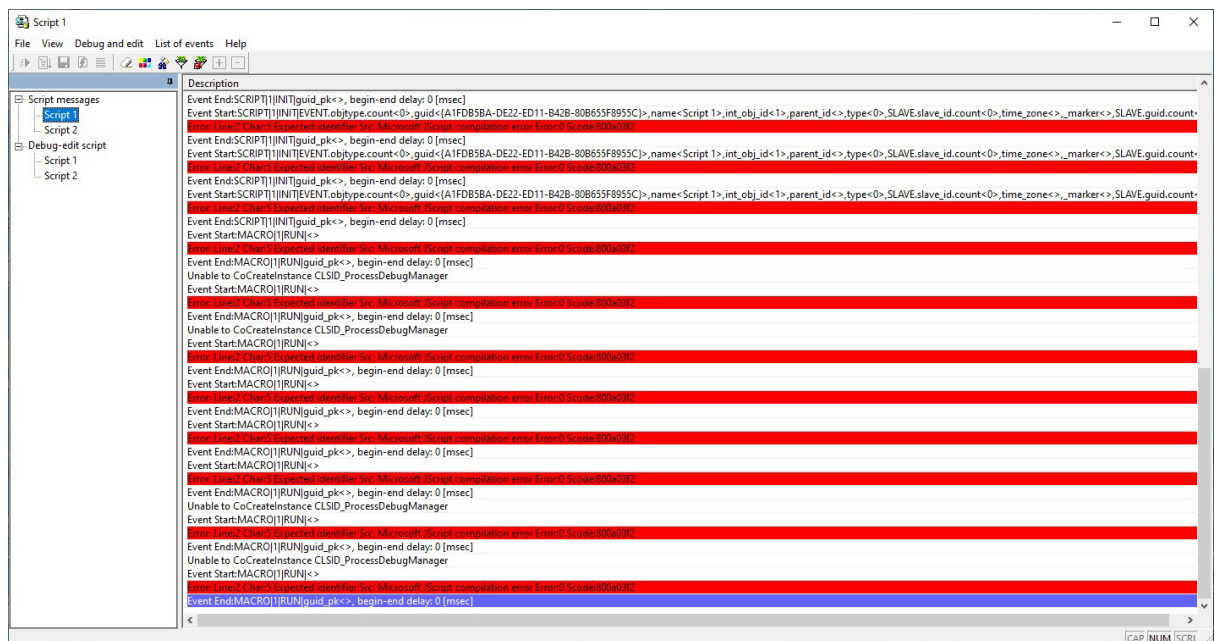 Script 1
File View Debug and edit List of events Help
Description
Script messages
Script 1
Script 2
Debug-edit script
Script 1
Script 2
Event End:SCRIPT|1|INIT|guid_pk<>, begin-end delay: 0 [msec]
Event Start:SCRIPT|1|INIT|EVENT.objtype.count<0>,guid<{A1FDB5BA-DE22-ED11-B42B-80B655F8955C}>,name<Script 1>,int_obj_id<1>,parent_id<>,type<0>,SLAVE.slave_id.count<0>,time_zone<>,_marker<>,SLAVE.guid.count<
Error: Line:2 Char:5 Expected identifier Src: Microsoft JScript compilation error Error:0 Scode:800a03f2
Event End:SCRIPT|1|INIT|guid_pk<>, begin-end delay: 0 [msec]
Event Start:SCRIPT|1|INIT|EVENT.objtype.count<0>,guid<{A1FDB5BA-DE22-ED11-B42B-80B655F8955C}>,name<Script 1>,int_obj_id<1>,parent_id<>,type<0>,SLAVE.slave_id.count<0>,time_zone<>,_marker<>,SLAVE.guid.count<
Error: Line:2 Char:5 Expected identifier Src: Microsoft JScript compilation error Error:0 Scode:800a03f2
Event End:SCRIPT|1|INIT|guid_pk<>, begin-end delay: 0 [msec]
Event Start:SCRIPT|1|INIT|EVENT.objtype.count<0>,guid<{A1FDB5BA-DE22-ED11-B42B-80B655F8955C}>,name<Script 1>,int_obj_id<1>,parent_id<>,type<0>,SLAVE.slave_id.count<0>,time_zone<>,_marker<>,SLAVE.guid.count<
Error: Line:2 Char:5 Expected identifier Src: Microsoft JScript compilation error Error:0 Scode:800a03f2
Event End:SCRIPT|1|INIT|guid_pk<>, begin-end delay: 0 [msec]
Event Start:MACRO|1|RUN|<>
Error: Line:2 Char:5 Expected identifier Src: Microsoft JScript compilation error Error:0 Scode:800a03f2
Event End:MACRO|1|RUN|guid_pk<>, begin-end delay: 0 [msec]
Unable to CoCreateInstance CLSID_ProcessDebugManager
Event Start:MACRO|1|RUN|<>
Error: Line:2 Char:5 Expected identifier Src: Microsoft JScript compilation error Error:0 Scode:800a03f2
Event End:MACRO|1|RUN|guid_pk<>, begin-end delay: 0 [msec]
Unable to CoCreateInstance CLSID_ProcessDebugManager
Event Start:MACRO|1|RUN|<>
Error: Line:2 Char:5 Expected identifier Src: Microsoft JScript compilation error Error:0 Scode:800a03f2
Event End:MACRO|1|RUN|guid_pk<>, begin-end delay: 0 [msec]
Event Start:MACRO|1|RUN|<>
Error: Line:2 Char:5 Expected identifier Src: Microsoft JScript compilation error Error:0 Scode:800a03f2
Event End:MACRO|1|RUN|guid_pk<>, begin-end delay: 0 [msec]
Event Start:MACRO|1|RUN|<>
Error: Line:2 Char:5 Expected identifier Src: Microsoft JScript compilation error Error:0 Scode:800a03f2
Event End:MACRO|1|RUN|guid_pk<>, begin-end delay: 0 [msec]
Event Start:MACRO|1|RUN|<>
Error: Line:2 Char:5 Expected identifier Src: Microsoft JScript compilation error Error:0 Scode:800a03f2
Event End:MACRO|1|RUN|guid_pk<>, begin-end delay: 0 [msec]
Unable to CoCreateInstance CLSID_ProcessDebugManager
Event Start:MACRO|1|RUN|<>
Error: Line:2 Char:5 Expected identifier Src: Microsoft JScript compilation error Error:0 Scode:800a03f2
Event End:MACRO|1|RUN|guid_pk<>, begin-end delay: 0 [msec]
Unable to CoCreateInstance CLSID_ProcessDebugManager
Event Start:MACRO|1|RUN|<>
Error: Line:2 Char:5 Expected identifier Src: Microsoft JScript compilation error Error:0 Scode:800a03f2
Event End:MACRO|1|RUN|guid_pk<>, begin-end delay: 0 [msec]
CAP NUM SCRL